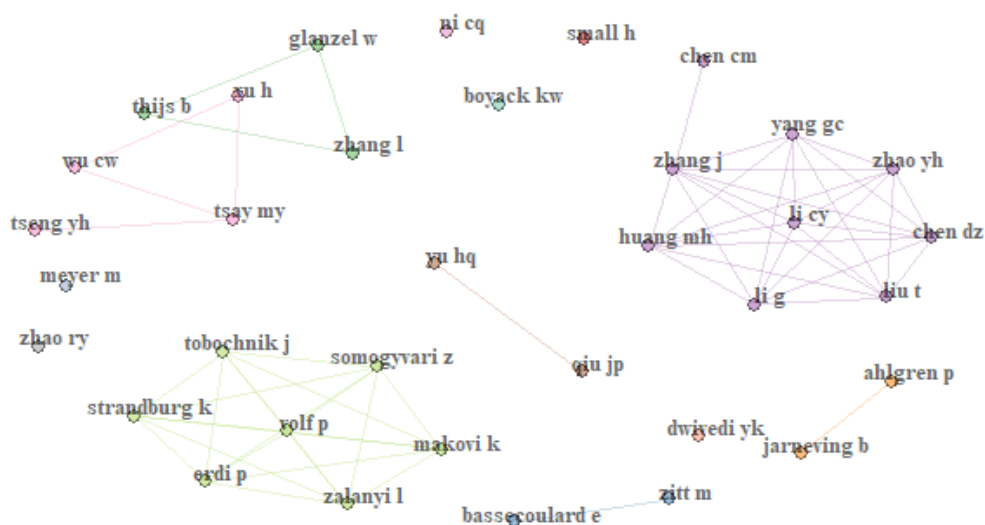 ni cq
small h
glanzel w
chen cm
xu h
boyack kw
thijs b
yang gc
zhang l
wu cw
zhang j
zhao yh
tsay my
li cy
tseng yh
huang mh
chen dz
yu hq
meyer m
li g
liu t
zhao ry
tobochnik j
somogyvari z
qiu jp
ahlgren p
strandburg k
volf p
dwivedi yk
makovi k
jarneving b
erdi p
zalanyi l
zitt m
bassecoulard e